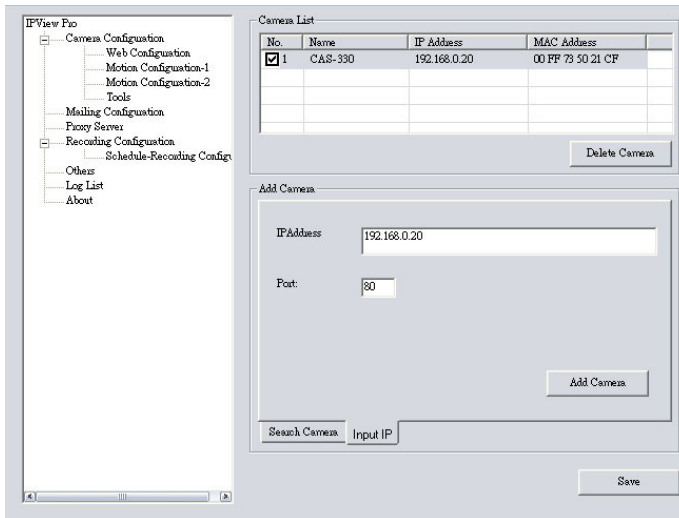 IPView Pro
Camera Configuration
Web Configuration
Motion Configuration-1
Motion Configuration-2
Tools
Mailing Configuration
Proxy Server
Recording Configuration
Schedule-Recording Configu
Others
Log List
About
Camera List
No. Name IP Address MAC Address
1 CAS-330 192.168.0.20 00 FF 73 50 21 CF
Delete Camera
Add Camera
IPAddress 192.168.0.20
Port: 80
Add Camera
Search Camera Input IP
Save